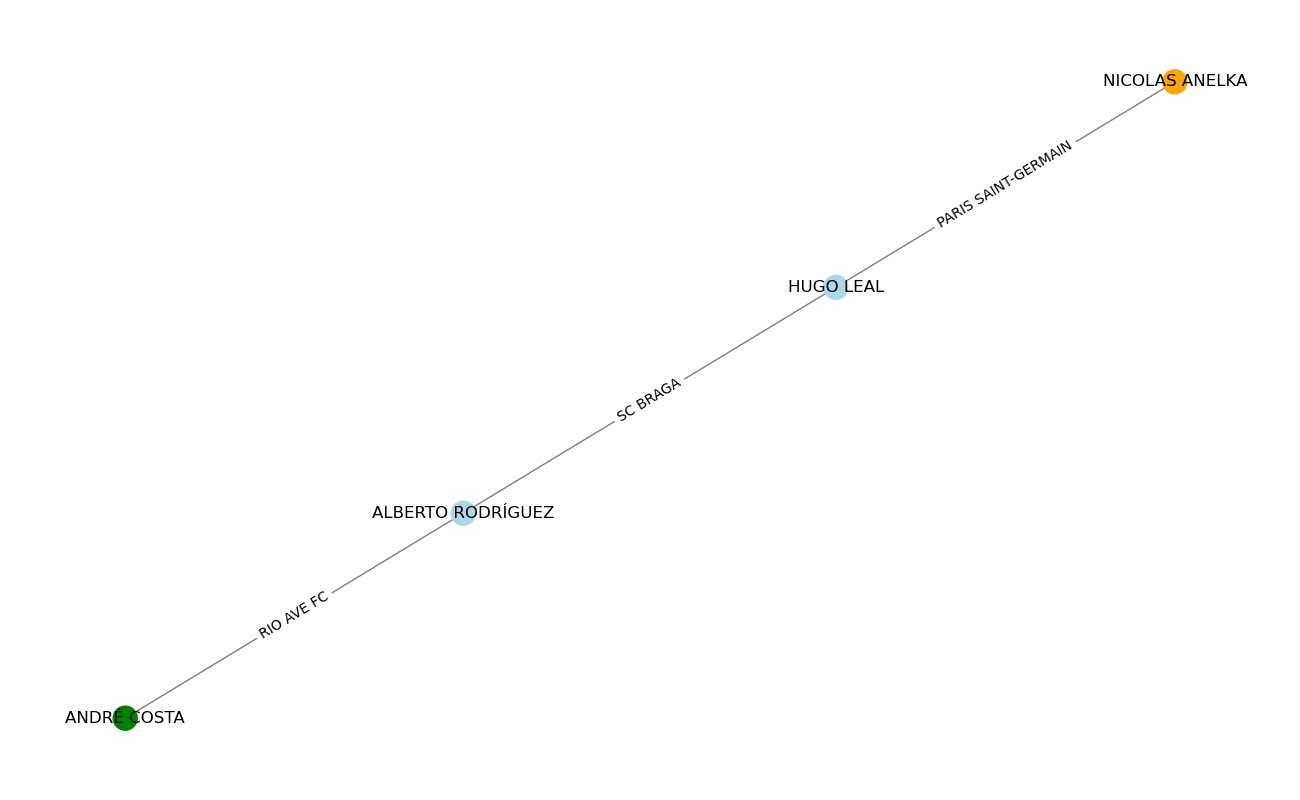 NICOLAS ANELKA
PARIS SAINT-GERMAIN
HUGO LEAL
SC BRAGA
ALBERTO RODRÍGUEZ
RIO AVE FC
ANDRÉ COSTA